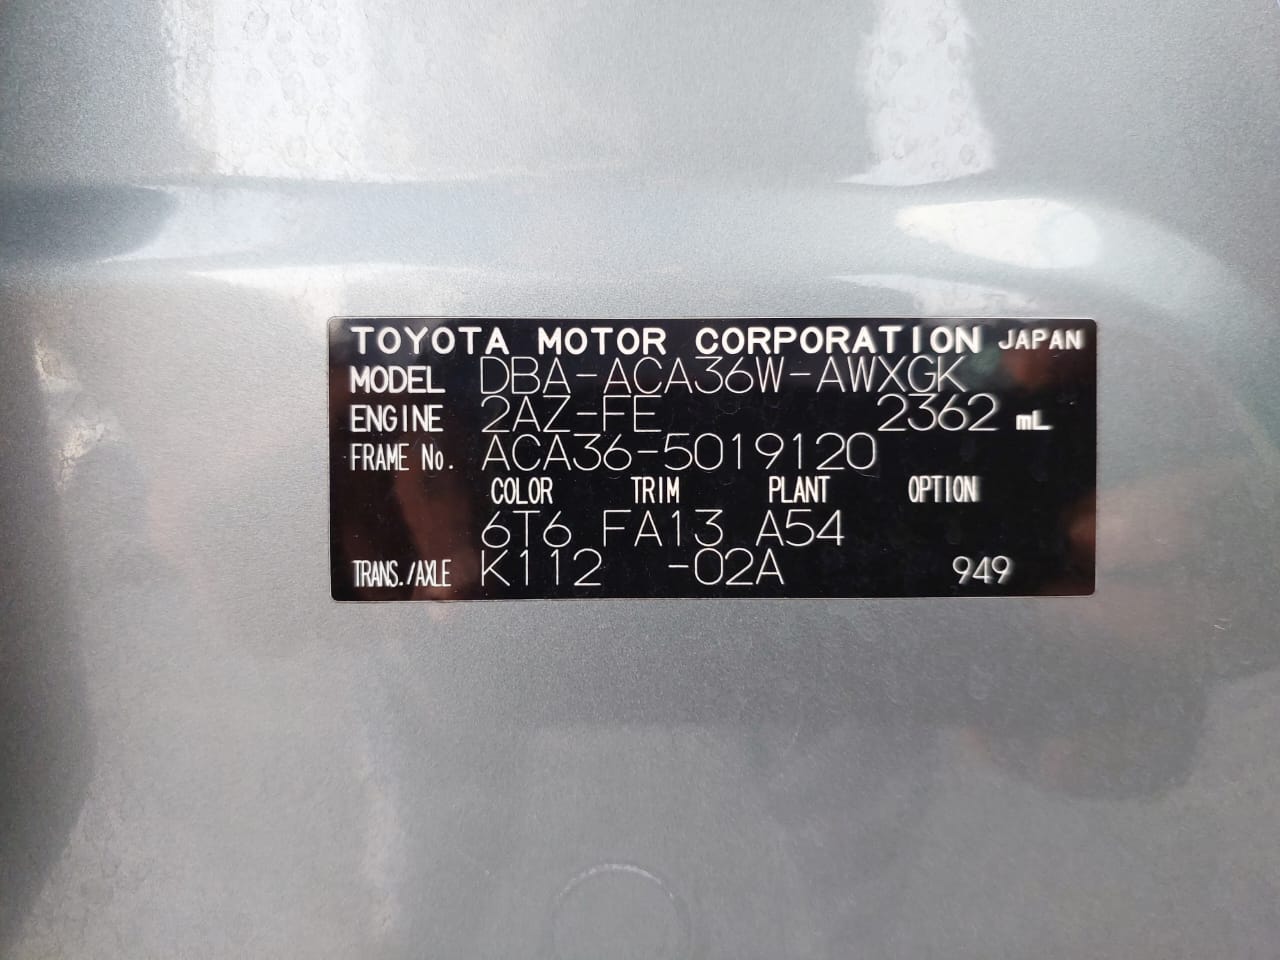 TOYOTA MOTOR CORPORATION JAPAN
MODEL DBA-ACA36W-AWXGK
ENGINE 2AZ-FE 2362 mL
FRAME No. ACA36-5019120
COLOR TRIM PLANT OPTION
6T6 FA13 A54
TRANS./AXLE K112 -02A 949